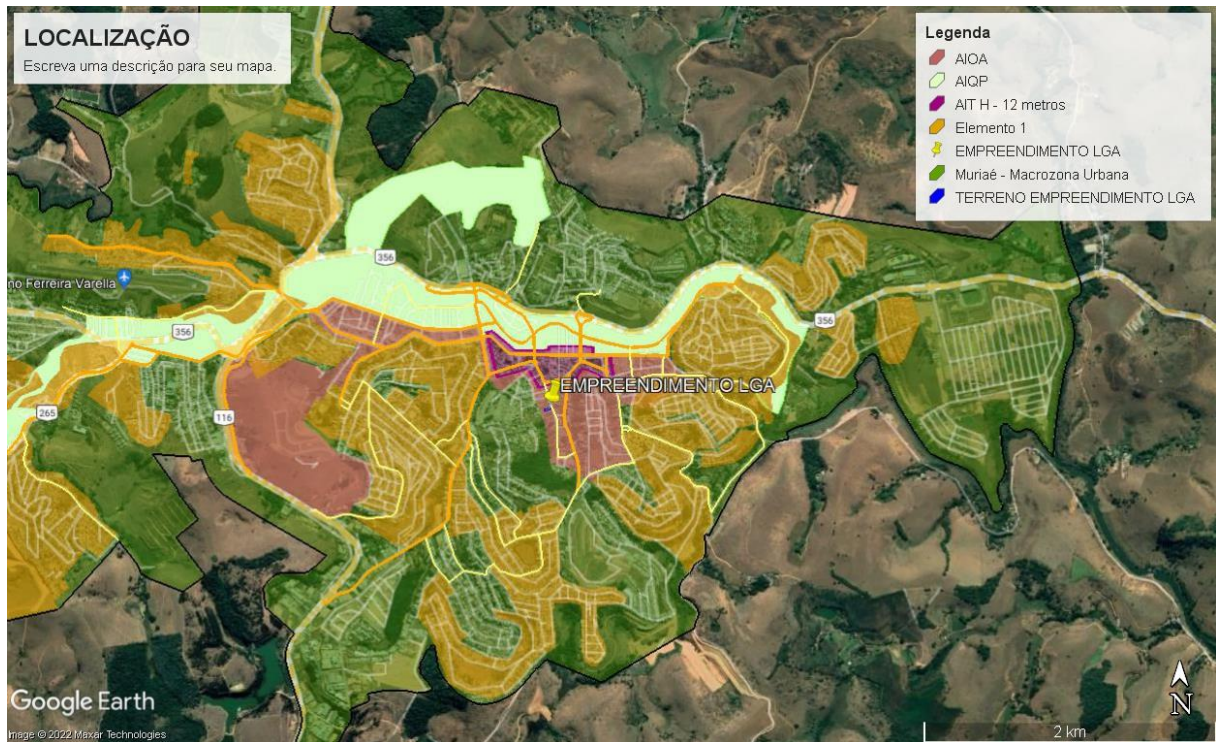 LOCALIZAÇÃO
Escreva uma descrição para seu mapa.
Legenda
AIOA
AIQP
AIT H - 12 metros
Elemento 1
EMPREENDIMENTO LGA
Muriaé - Macrozona Urbana
TERRENO EMPREENDIMENTO LGA
356
no Ferreira Varella
356
356
EMPREENDIMENTO LGA
265
116
Google Earth
Image © 2022 Maxar Technologies
N
2 km